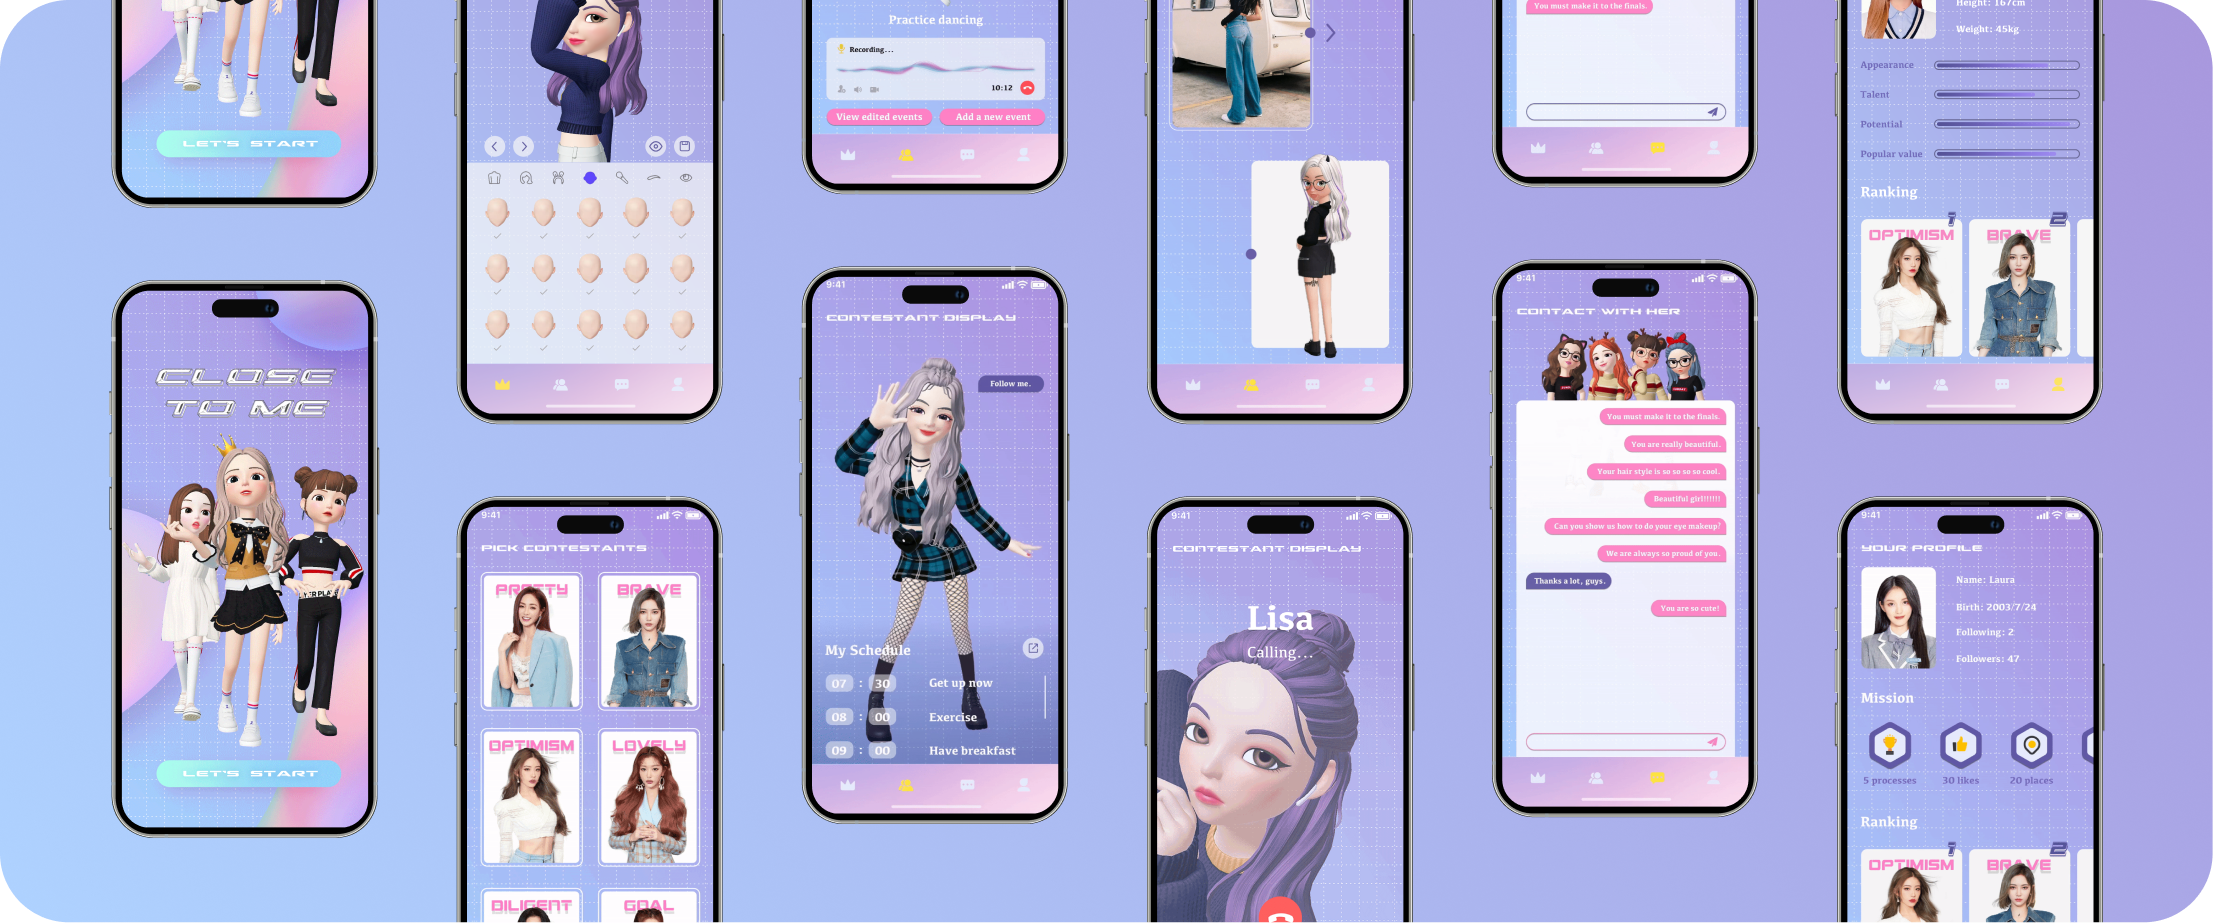 LET'S START
CLOSE
TO ME
LET'S START
9:41
PICK CONTESTANTS
PRETTY
BRAVE
OPTIMISM
LOVELY
DILIGENT
GOAL
Practice dancing
Recording...
10:12
View edited events
Add a new event
9:41
CONTESTANT DISPLAY
Follow me.
My Schedule
07 : 30 Get up now
08 : 00 Exercise
09 : 00 Have breakfast
9:41
CONTESTANT DISPLAY
Lisa
Calling...
You must make it to the finals.
9:41
CONTACT WITH HER
You must make it to the finals.
You are really beautiful.
Your hair style is so so so so cool.
Beautiful girl!!!!!!
Can you show us how to do your eye makeup?
We are always so proud of you.
Thanks a lot, guys.
You are so cute!
Height: 167cm
Weight: 45kg
Appearance
Talent
Potential
Popular value
Ranking
1
2
OPTIMISM
BRAVE
9:41
YOUR PROFILE
Name: Laura
Birth: 2003/7/24
Following: 2
Followers: 47
Mission
5 processes
30 likes
20 places
Ranking
1
2
OPTIMISM
BRAVE